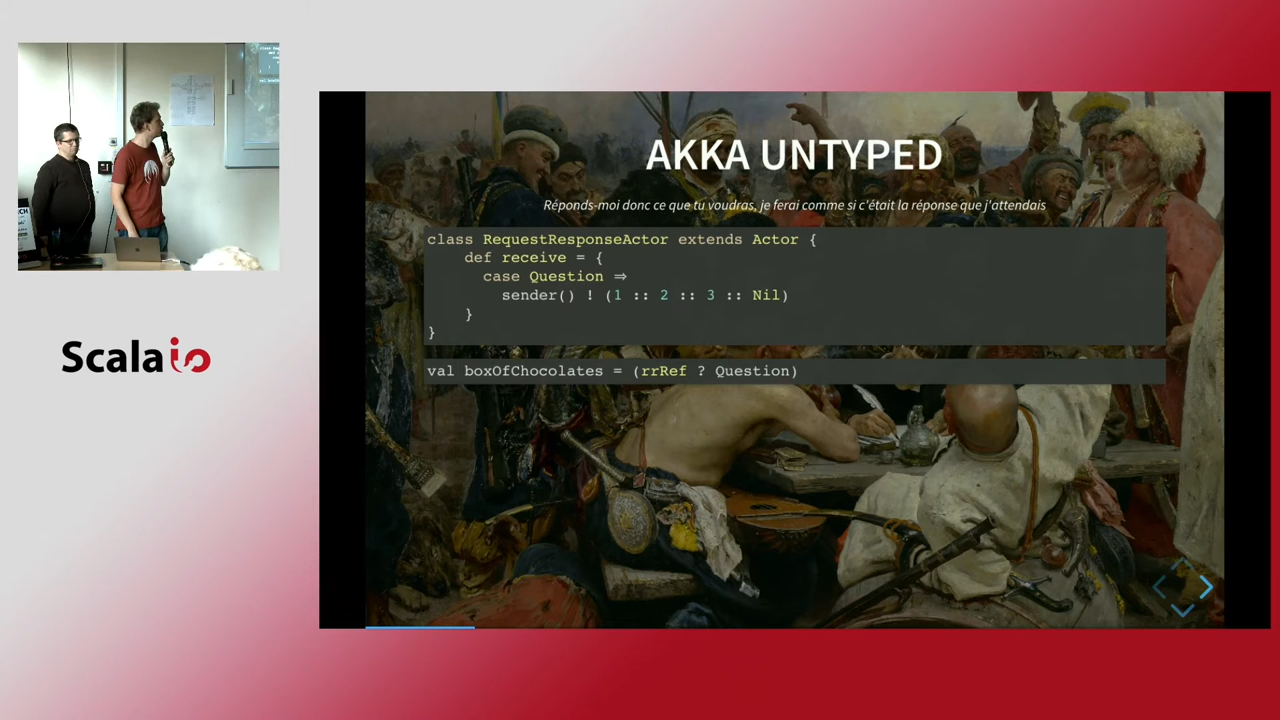 AKKA UNTYPED
Réponds-moi donc ce que tu voudras, je ferai comme si c'était la réponse que j'attendais
class RequestResponseActor extends Actor {
def receive = {
case Question ⇒
sender() ! (1 :: 2 :: 3 :: Nil)
}
}
val boxOfChocolates = (rrRef ? Question)
Scala io